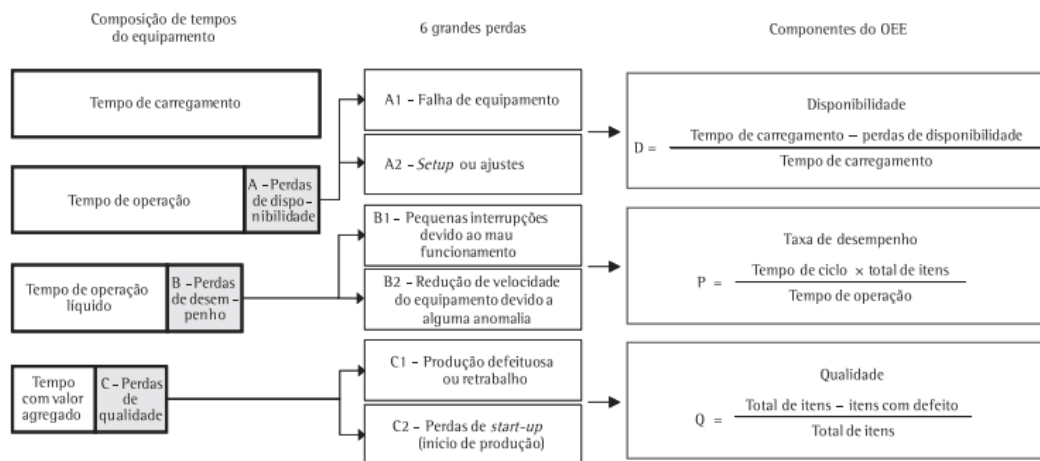 Composição de tempos
do equipamento
6 grandes perdas
Componentes do OEE
Tempo de carregamento
Tempo de operação
A – Perdas
de dispo-
nibilidade
Tempo de operação
líquido
B – Perdas
de desem-
penho
Tempo
com valor
agregado
C – Perdas
de
qualidade
A1 – Falha de equipamento
A2 – Setup ou ajustes
B1 – Pequenas interrupções
devido ao mau
funcionamento
B2 – Redução de velocidade
do equipamento devido a
alguma anomalia
C1 – Produção defeituosa
ou retrabalho
C2 – Perdas de start-up
(inicio de produção)
Disponibilidade
D = Tempo de carregamento – perdas de disponibilidade
Tempo de carregamento
Taxa de desempenho
P = Tempo de ciclo × total de itens
Tempo de operação
Qualidade
Q = Total de itens – itens com defeito
Total de itens